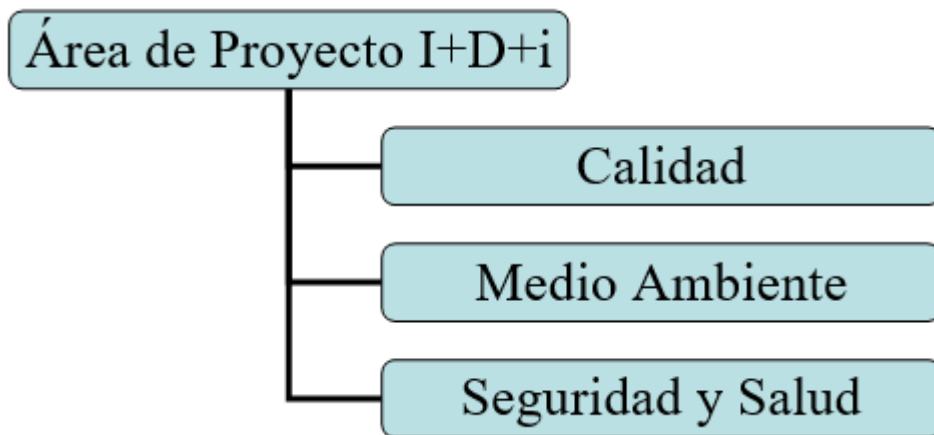 Área de Proyecto I+D+i
Calidad
Medio Ambiente
Seguridad y Salud